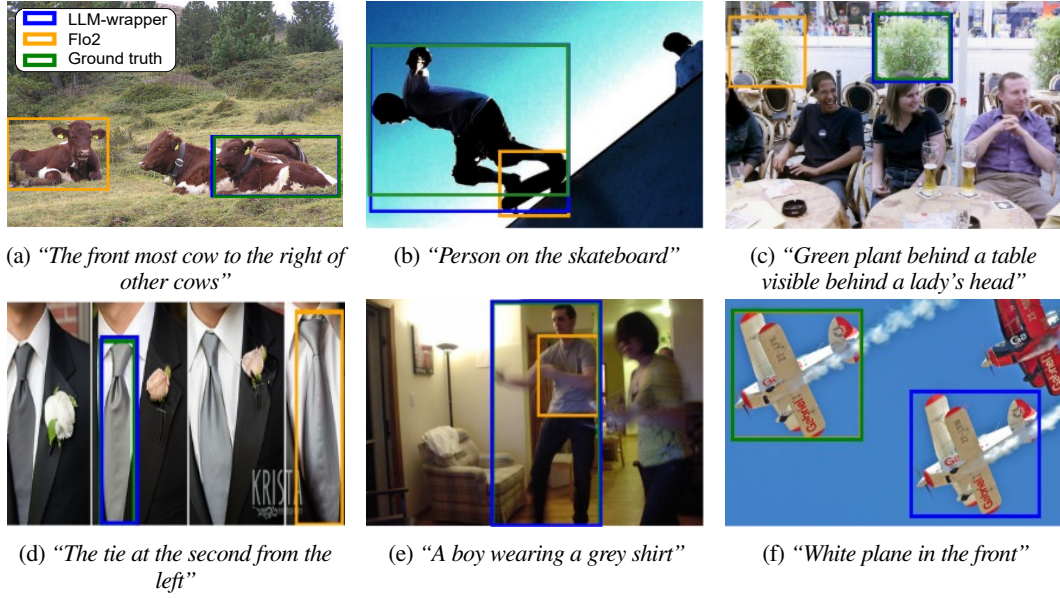 LLM-wrapper
Flo2
Ground truth
(a) “The front most cow to the right of
other cows”
(b) “Person on the skateboard”
(c) “Green plant behind a table
visible behind a lady’s head”
KRISTA
(d) “The tie at the second from the
left”
(e) “A boy wearing a grey shirt”
(f) “White plane in the front”